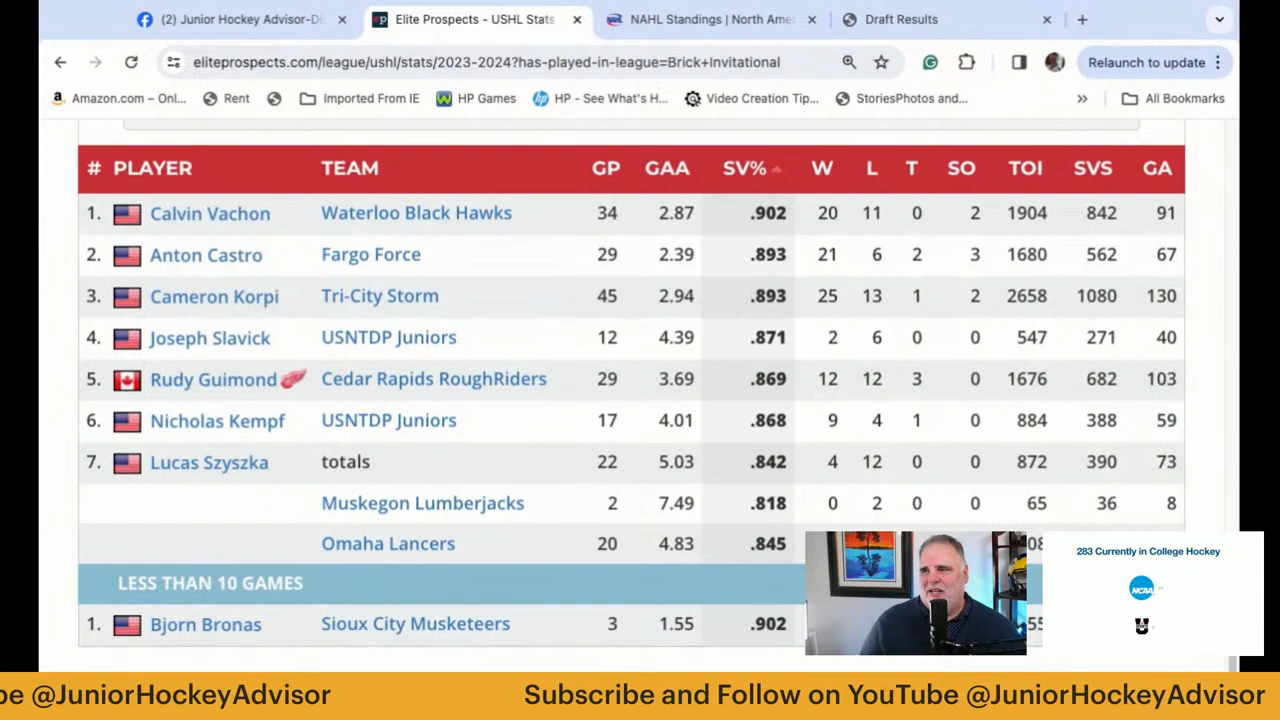 (2) Junior Hockey Advisor-Di
Elite Prospects - USHL Stats
NAHL Standings | North Ame
Draft Results
eliteprospects.com/league/ushl/stats/2023-2024?has-played-in-league=Brick+Invitational
Relaunch to update
Amazon.com – Onl...
Rent
Imported From IE
HP Games
HP - See What's H...
Video Creation Tip...
StoriesPhotos and...
All Bookmarks
# PLAYER TEAM GP GAA SV% W L T SO TOI SVS GA
1. Calvin Vachon Waterloo Black Hawks 34 2.87 .902 20 11 0 2 1904 842 91
2. Anton Castro Fargo Force 29 2.39 .893 21 6 2 3 1680 562 67
3. Cameron Korpi Tri-City Storm 45 2.94 .893 25 13 1 2 2658 1080 130
4. Joseph Slavick USNTDP Juniors 12 4.39 .871 2 6 0 0 547 271 40
5. Rudy Guimond Cedar Rapids RoughRiders 29 3.69 .869 12 12 3 0 1676 682 103
6. Nicholas Kempf USNTDP Juniors 17 4.01 .868 9 4 1 0 884 388 59
7. Lucas Szyszka totals 22 5.03 .842 4 12 0 0 872 390 73
Muskegon Lumberjacks 2 7.49 .818 0 2 0 0 65 36 8
Omaha Lancers 20 4.83 .845
LESS THAN 10 GAMES
1. Bjorn Bronas Sioux City Musketeers 3 1.55 .902
283 Currently in College Hockey
NCAA
U
be @JuniorHockeyAdvisor Subscribe and Follow on YouTube @JuniorHockeyAdvisor